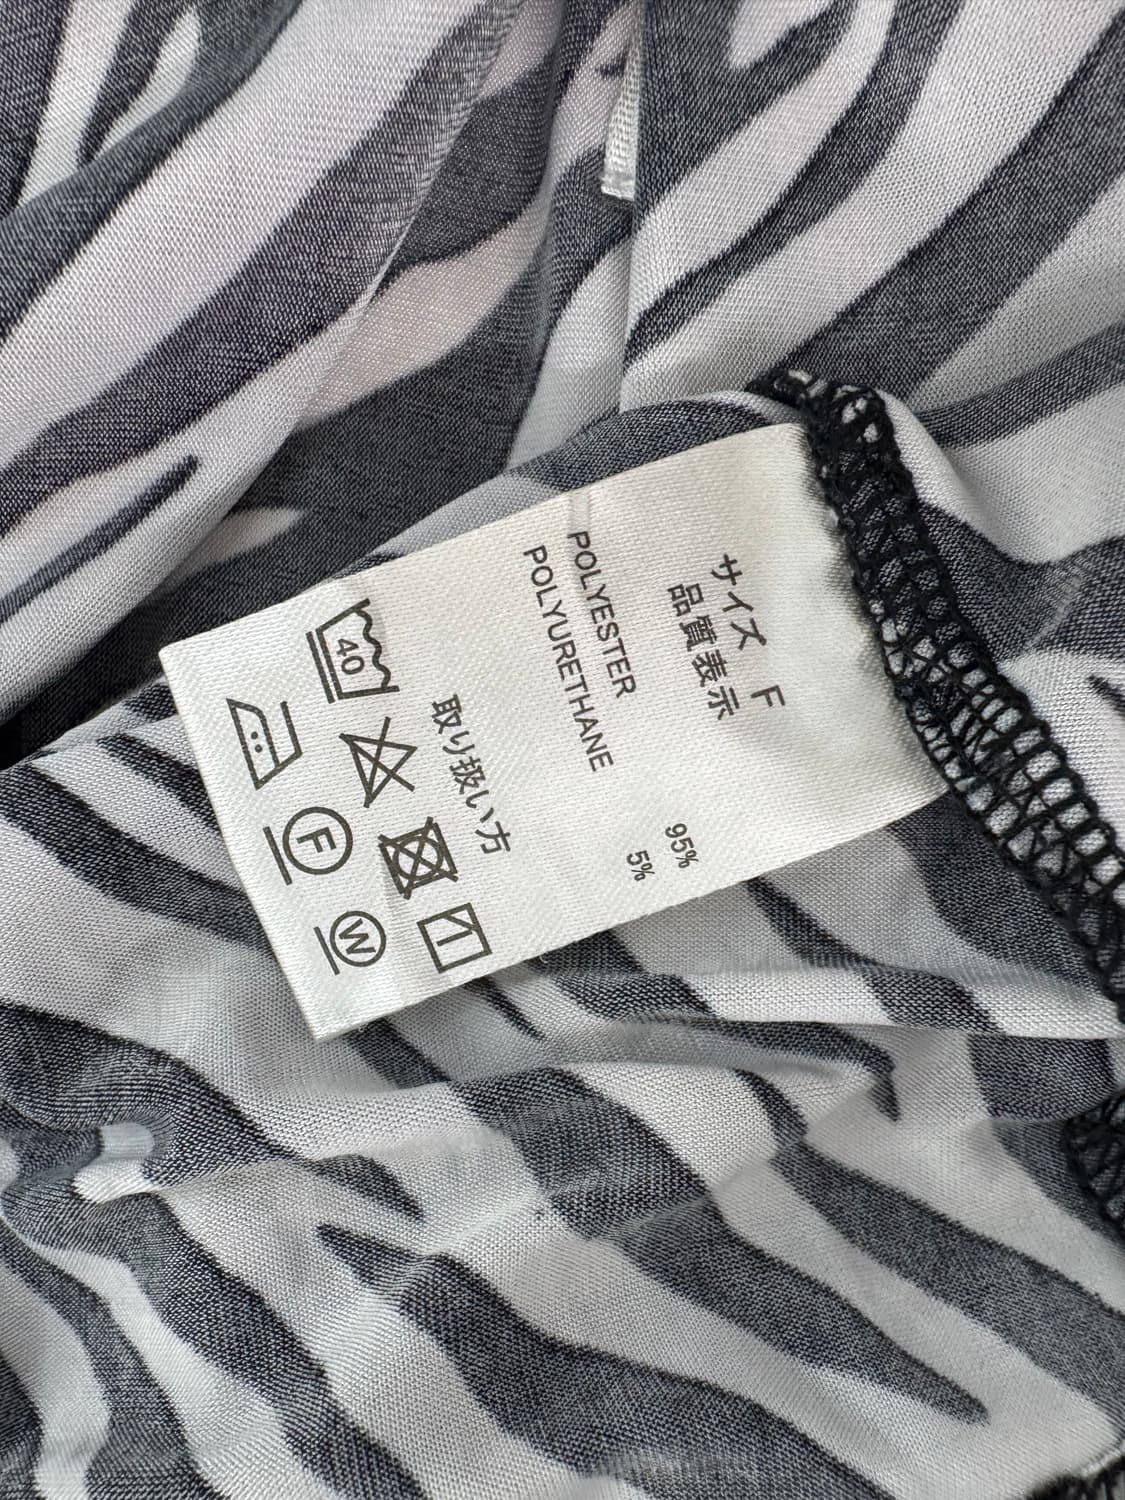 サイズ F
品質表示
POLYESTER 95%
POLYURETHANE 5%
取り扱い方
40
F
W